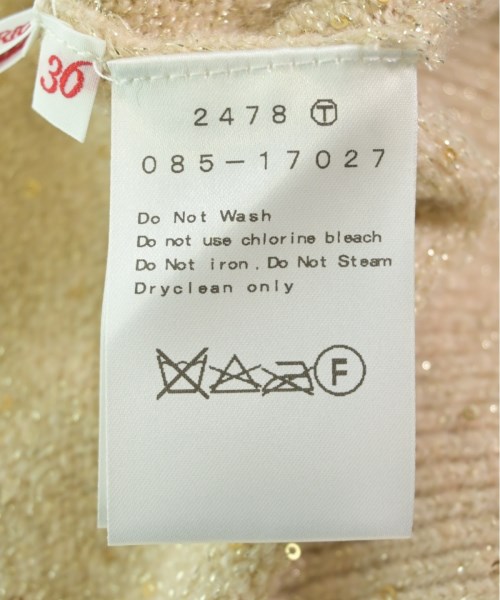 36
2478 Ⓣ
085-17027
Do Not Wash
Do not use chlorine bleach
Do Not iron. Do Not Steam
Dryclean only
F